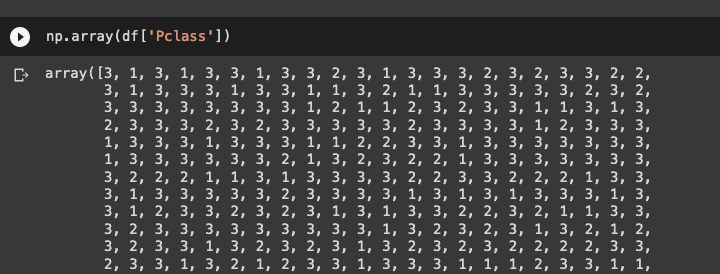 np.array(df['Pclass'])
array([3, 1, 3, 1, 3, 3, 1, 3, 3, 2, 3, 1, 3, 3, 3, 2, 3, 2, 3, 3, 2, 2,
3, 1, 3, 3, 3, 1, 3, 3, 1, 1, 3, 2, 1, 1, 3, 3, 3, 3, 3, 2, 3, 2,
3, 3, 3, 3, 3, 3, 3, 3, 1, 2, 1, 1, 2, 3, 2, 3, 3, 1, 1, 3, 1, 3,
2, 3, 3, 3, 2, 3, 2, 3, 3, 3, 3, 3, 2, 3, 3, 3, 3, 1, 2, 3, 3, 3,
1, 3, 3, 3, 1, 3, 3, 3, 1, 1, 2, 2, 3, 3, 1, 3, 3, 3, 3, 3, 3, 3,
1, 3, 3, 3, 3, 3, 3, 2, 1, 3, 2, 3, 2, 2, 1, 3, 3, 3, 3, 3, 3, 3,
3, 2, 2, 2, 1, 1, 3, 1, 3, 3, 3, 3, 2, 2, 3, 3, 2, 2, 2, 1, 3, 3,
3, 1, 3, 3, 3, 3, 3, 2, 3, 3, 3, 3, 1, 3, 1, 3, 1, 3, 3, 3, 1, 3,
3, 1, 2, 3, 3, 2, 3, 2, 3, 1, 3, 1, 3, 3, 2, 2, 3, 2, 1, 1, 3, 3,
3, 2, 3, 3, 3, 3, 3, 3, 3, 3, 3, 1, 3, 2, 3, 2, 3, 1, 3, 2, 1, 2,
3, 2, 3, 3, 1, 3, 2, 3, 2, 3, 1, 3, 2, 3, 2, 3, 2, 2, 2, 2, 3, 3,
2, 3, 3, 1, 3, 2, 1, 2, 3, 3, 1, 3, 3, 3, 1, 1, 1, 2, 3, 3, 1, 1,